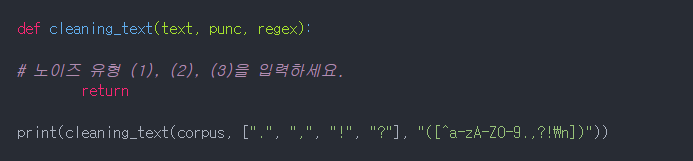 def cleaning_text(text, punc, regex):
# 노이즈 유형 (1), (2), (3)을 입력하세요.
return
print(cleaning_text(corpus, [".", ",", "!", "?"], "([^a-zA-Z0-9.,?!₩n])"))